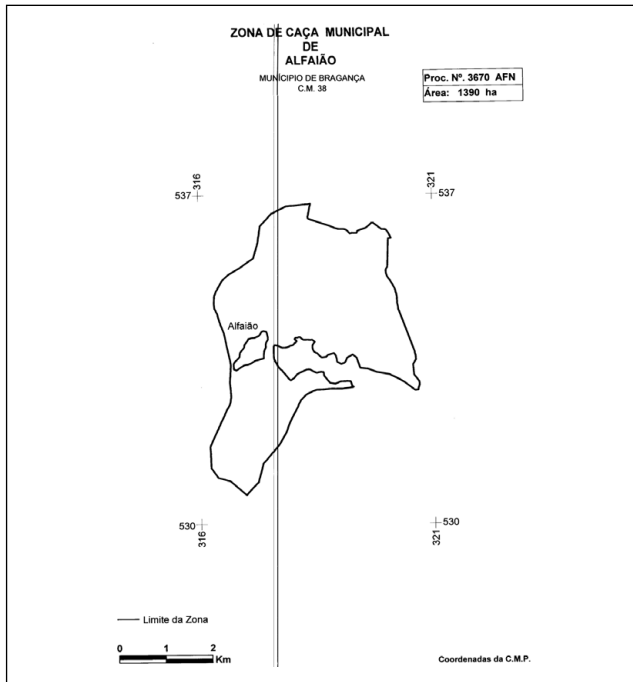 ZONA DE CAÇA MUNICIPAL
DE
ALFAIÃO
MUNÍCIPIO DE BRAGANÇA
C.M. 38
Proc. Nº. 3670 AFN
Área: 1390 ha
316
537
321
537
Alfaião
530
316
530
321
Limite da Zona
0 1 2
Km
Coordenadas da C.M.P.